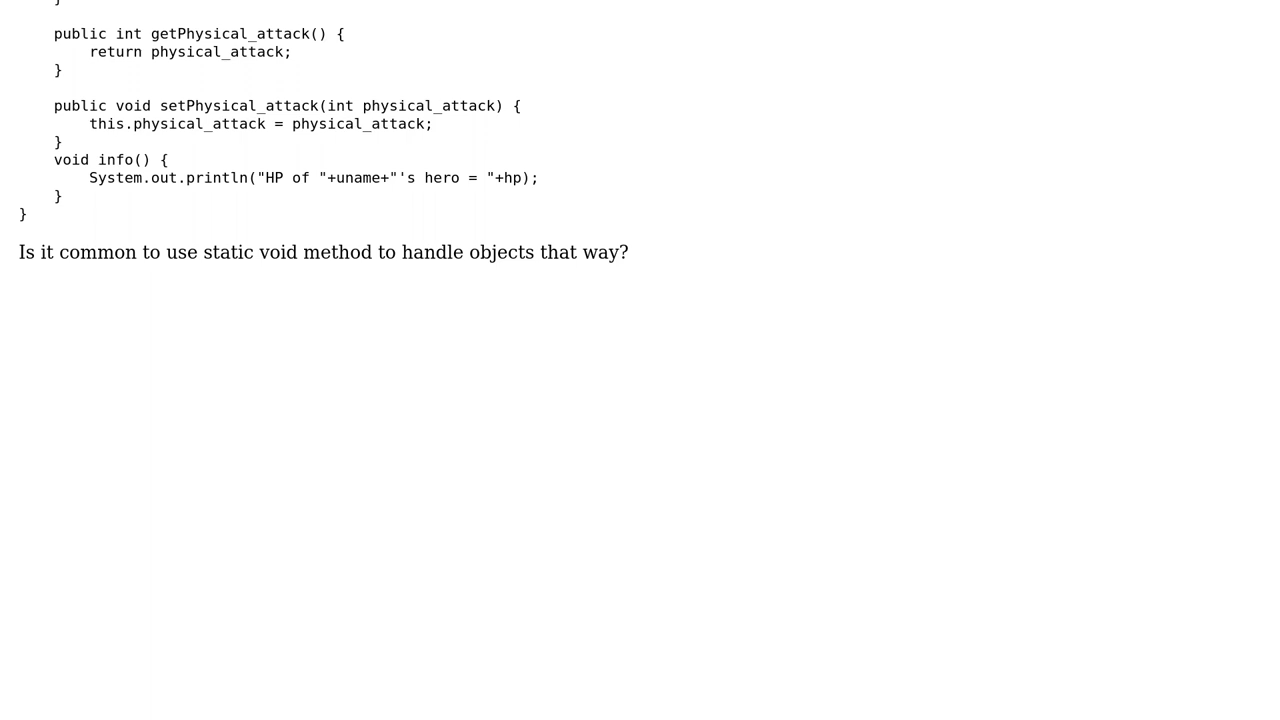 }
public int getPhysical_attack() {
return physical_attack;
}
public void setPhysical_attack(int physical_attack) {
this.physical_attack = physical_attack;
}
void info() {
System.out.println("HP of "+uname+"'s hero = "+hp);
}
}
Is it common to use static void method to handle objects that way?